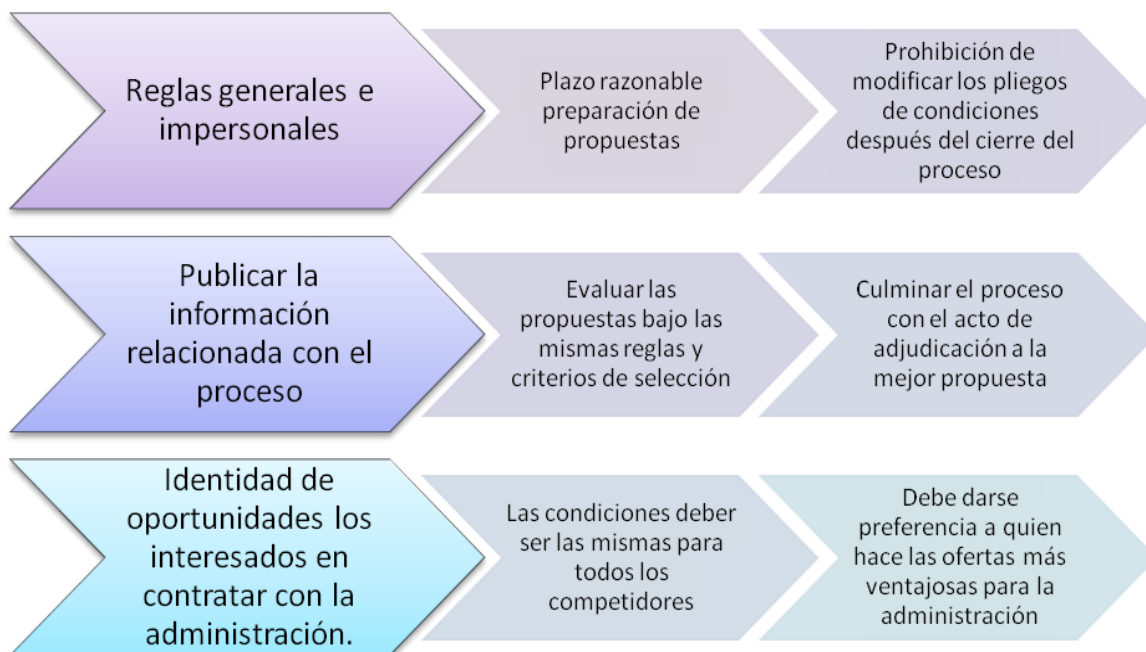 Reglas generales e
impersonales
Plazo razonable
preparación de
propuestas
Prohibición de
modificar los pliegos
de condiciones
después del cierre del
proceso
Publicar la
información
relacionada con el
proceso
Evaluar las
propuestas bajo las
mismas reglas y
criterios de selección
Culminar el proceso
con el acto de
adjudicación a la
mejor propuesta
Identidad de
oportunidades los
interesados en
contratar con la
administración.
Las condiciones deber
ser las mismas para
todos los
competidores
Debe darse
preferencia a quien
hace las ofertas más
ventajosas para la
administración